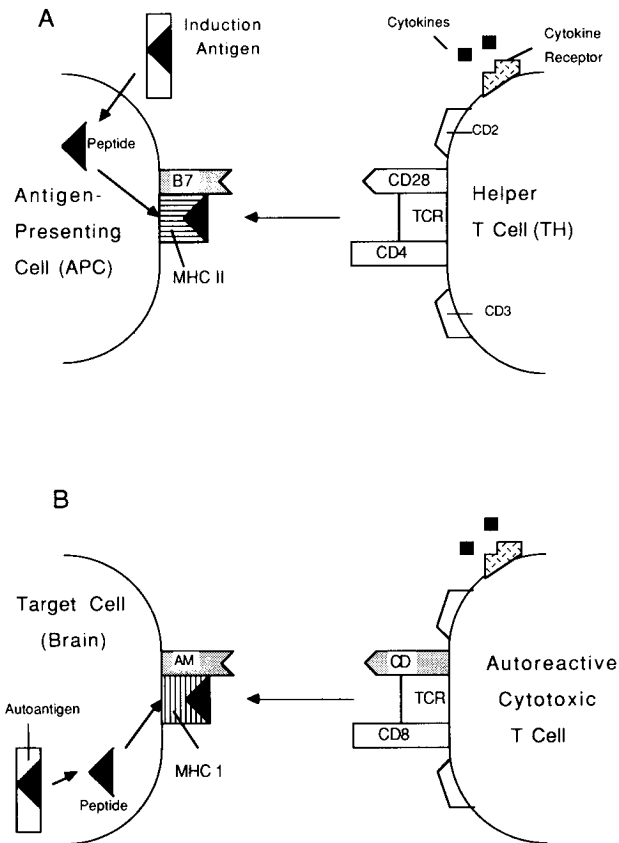 A
Induction
Antigen
Cytokines
Cytokine
Receptor
Peptide
CD2
B7
CD28
Antigen-
Presenting
Cell (APC)
TCR
Helper
T Cell (TH)
CD4
MHC II
CD3
B
Target Cell
(Brain)
AM
CD
Autoantigen
TCR
Autoreactive
Cytotoxic
T Cell
CD8
MHC 1
Peptide